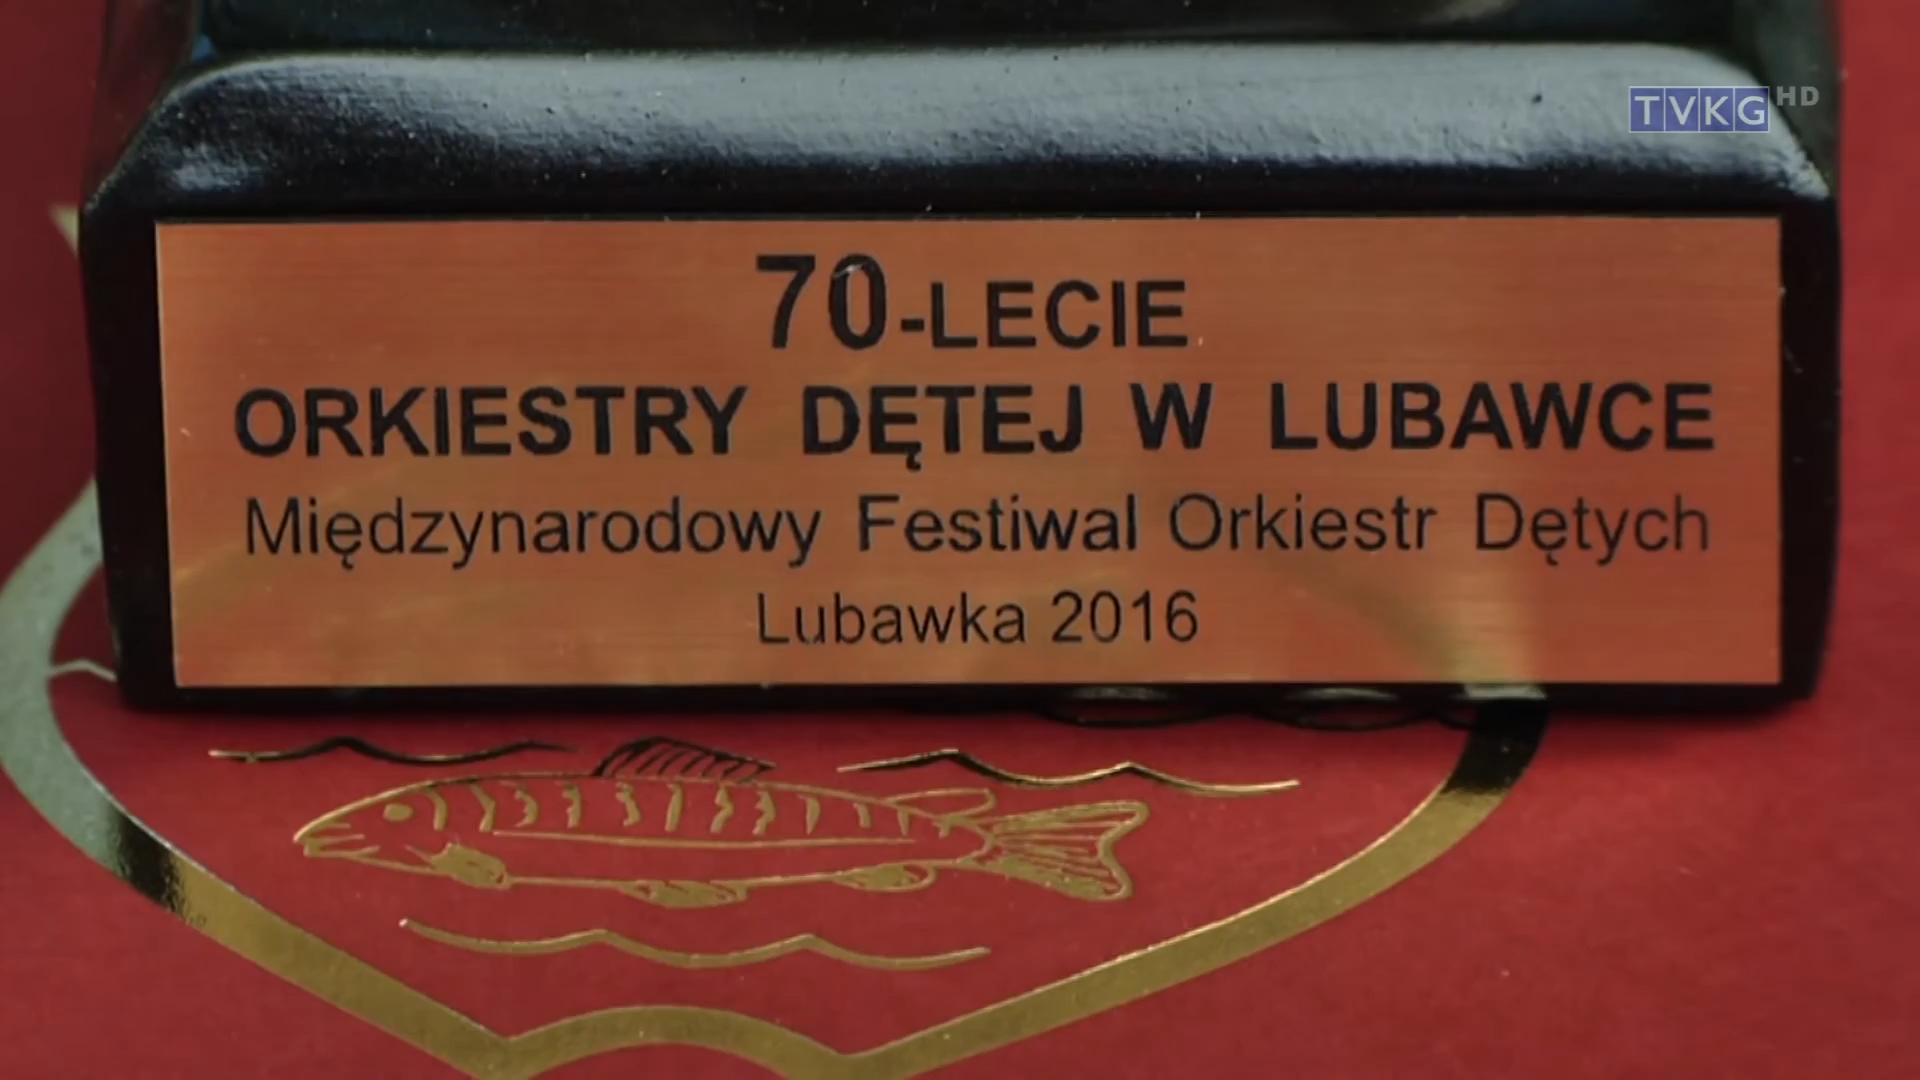 TVKG HD
70-LECIE
ORKIESTRY DĘTEJ W LUBAWCE
Międzynarodowy Festiwal Orkiestr Dętych
Lubawka 2016